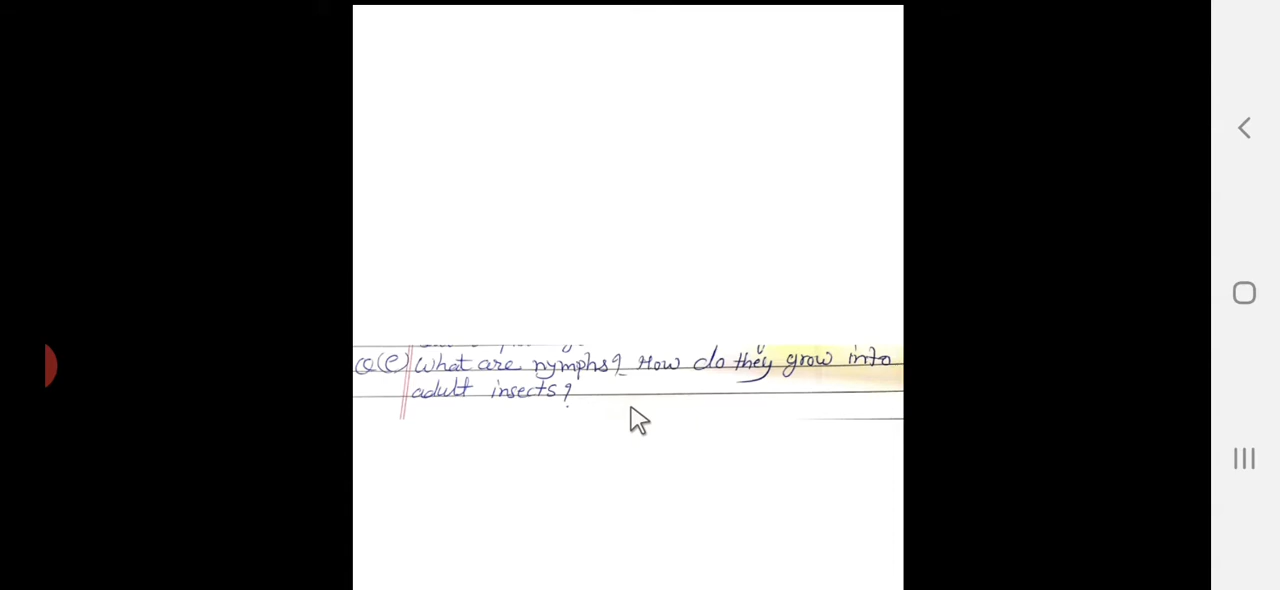 Q(e) What are nymphs? How do they grow into
adult insects?